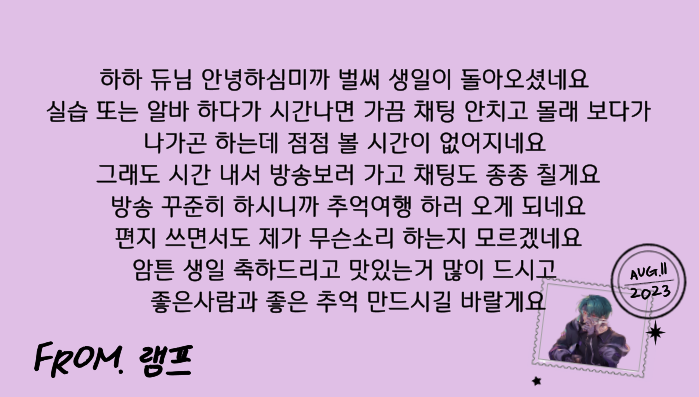 하하 듀님 안녕하심미까 벌써 생일이 돌아오셨네요
실습 또는 알바 하다가 시간나면 가끔 채팅 안치고 몰래 보다가
나가곤 하는데 점점 볼 시간이 없어지네요
그래도 시간 내서 방송보러 가고 채팅도 종종 칠게요
방송 꾸준히 하시니까 추억여행 하러 오게 되네요
편지 쓰면서도 제가 무슨소리 하는지 모르겠네요
암튼 생일 축하드리고 맛있는거 많이 드시고
좋은사람과 좋은 추억 만드시길 바랄게요
AUG.11
2023
FROM. 램프